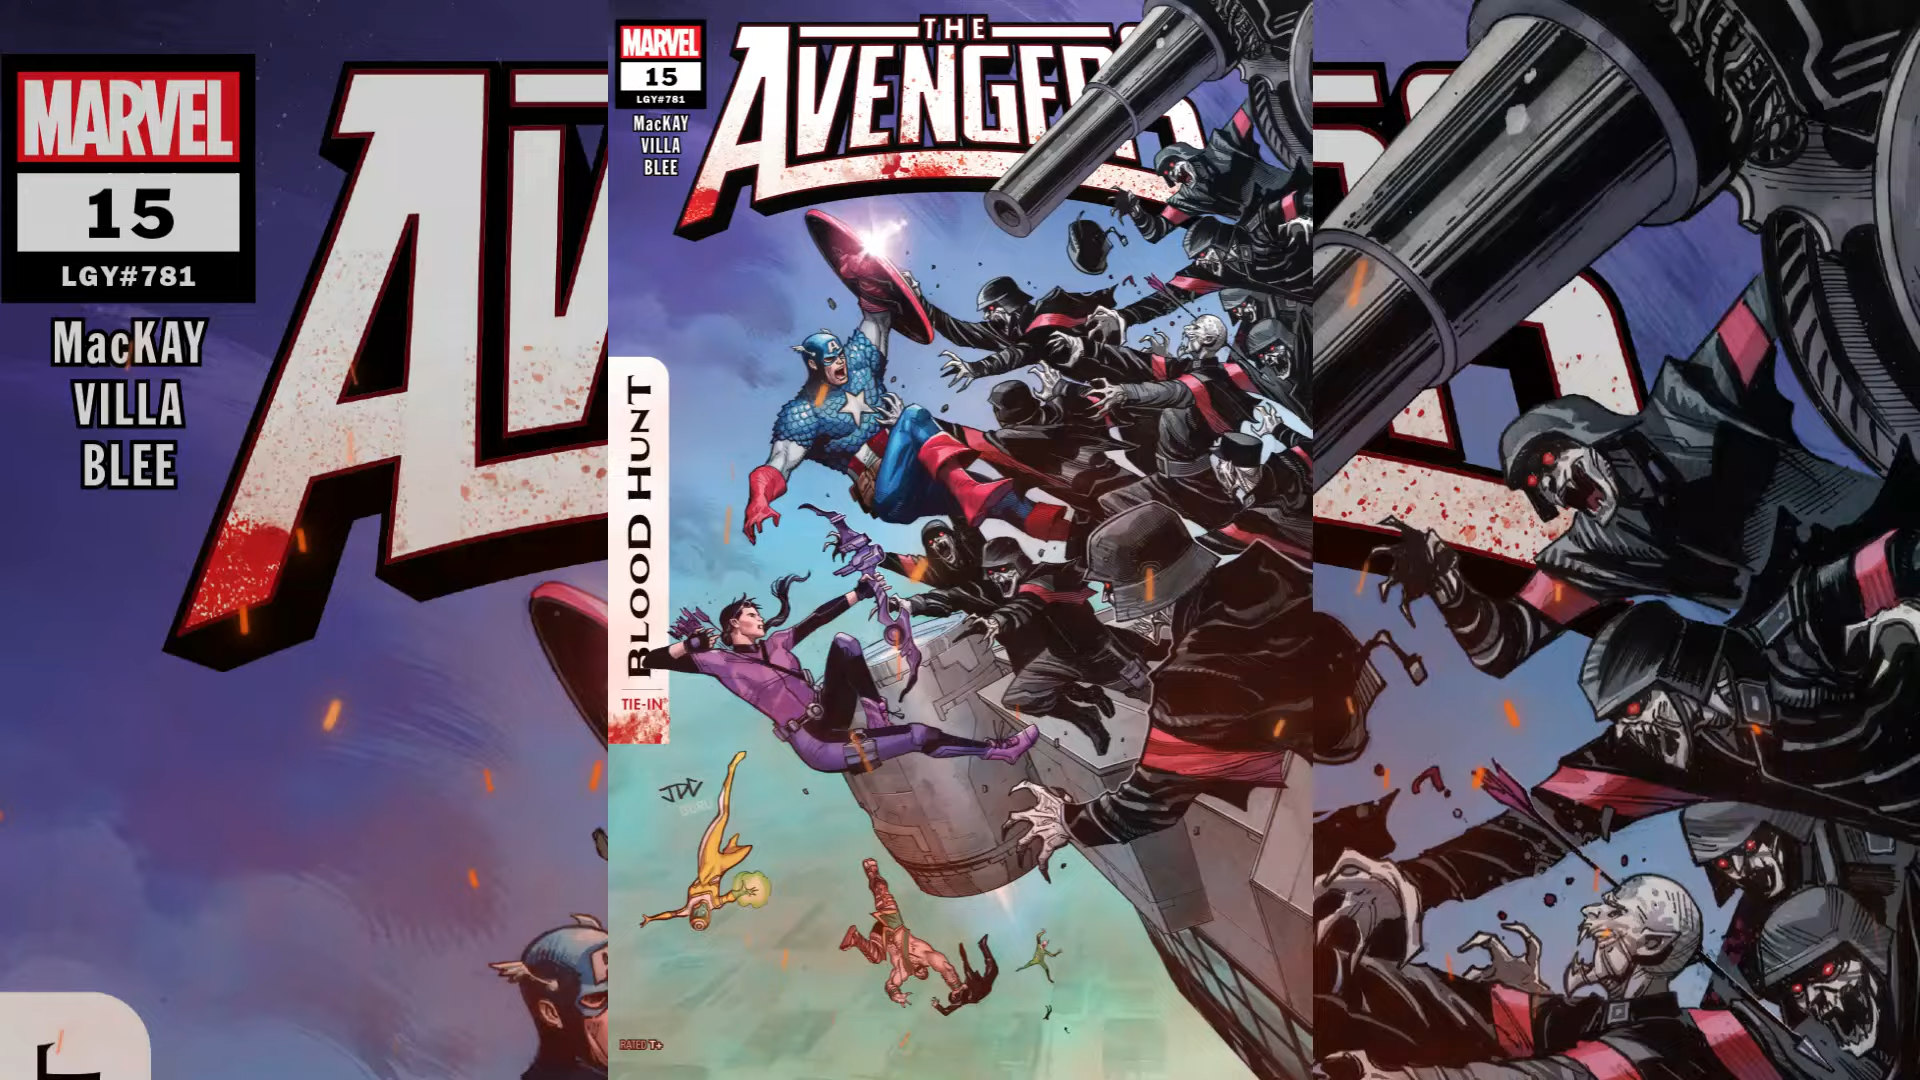 MARVEL
15
LGY#781
MacKAY
VILLA
BLEE
MARVEL
15
LGY#781
MacKAY
VILLA
BLEE
THE
AVENGERS
BLOOD HUNT
TIE-IN
JDC
RATED T+